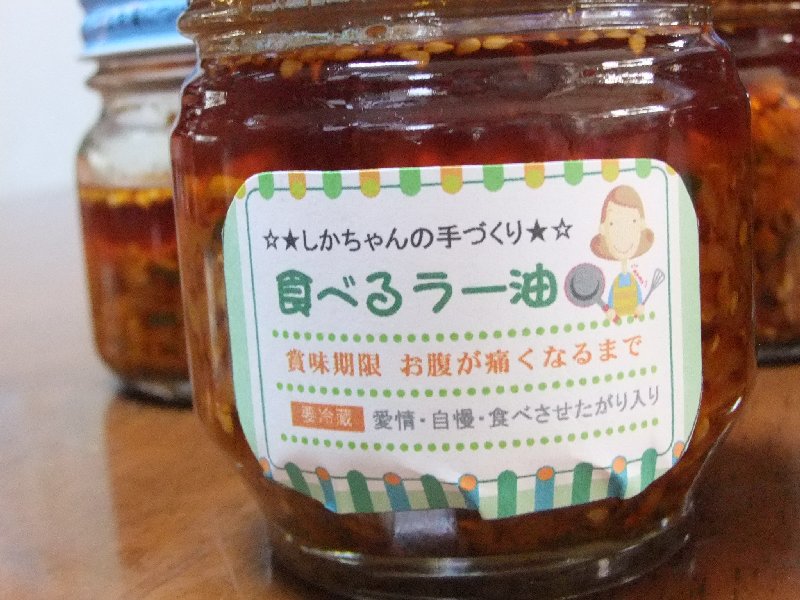 ☆★しかちゃんの手づくり★☆
食べるラー油
賞味期限 お腹が痛くなるまで
要冷蔵 愛情・自慢・食べさせたがり入り